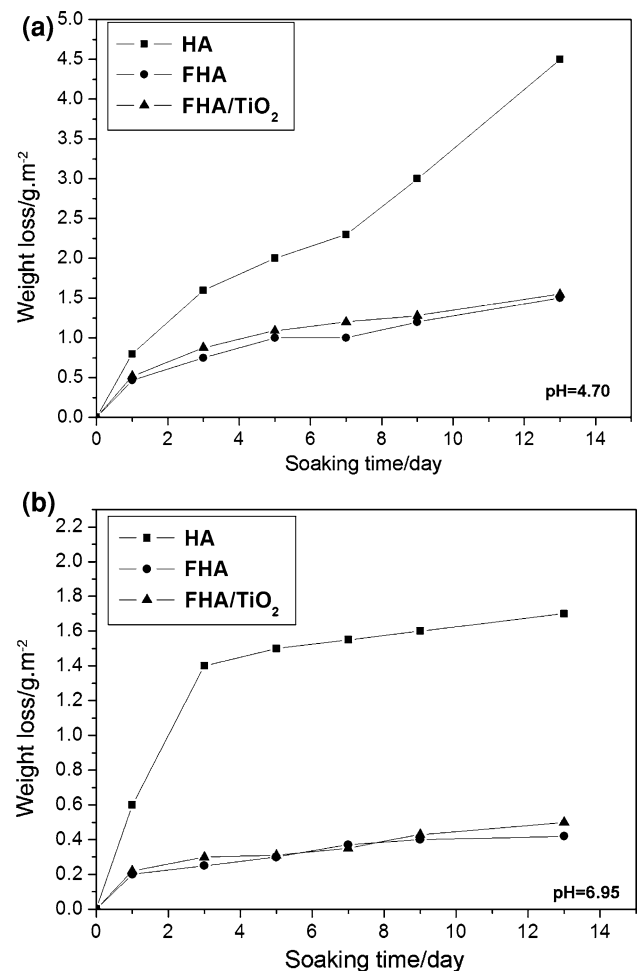 (a)
HA
FHA
FHA/TiO₂
5.0
4.5
4.0
3.5
3.0
2.5
2.0
1.5
1.0
0.5
0.0
Weight loss/g.m⁻²
pH=4.70
0 2 4 6 8 10 12 14
Soaking time/day
(b)
HA
FHA
FHA/TiO₂
2.2
2.0
1.8
1.6
1.4
1.2
1.0
0.8
0.6
0.4
0.2
0.0
Weight loss/g.m⁻²
pH=6.95
0 2 4 6 8 10 12 14
Soaking time/day